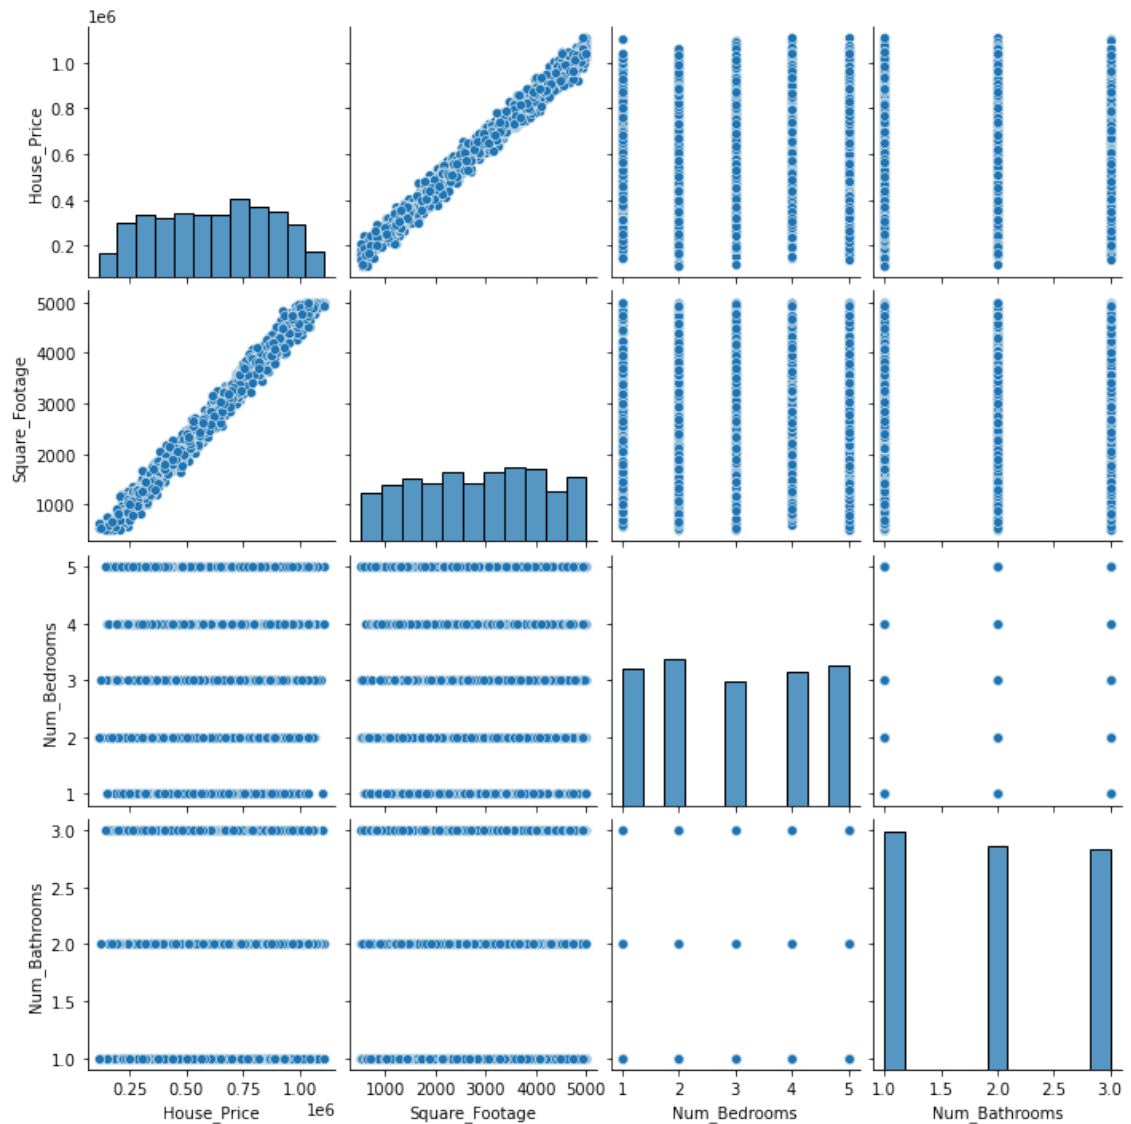 1e6
House_Price
1.0
0.8
0.6
0.4
0.2
Square_Footage
5000
4000
3000
2000
1000
Num_Bedrooms
5
4
3
2
1
Num_Bathrooms
3.0
2.5
2.0
1.5
1.0
0.25 0.50 0.75 1.00 1000 2000 3000 4000 5000 1 2 3 4 5 1.0 1.5 2.0 2.5 3.0
House_Price 1e6 Square_Footage Num_Bedrooms Num_Bathrooms